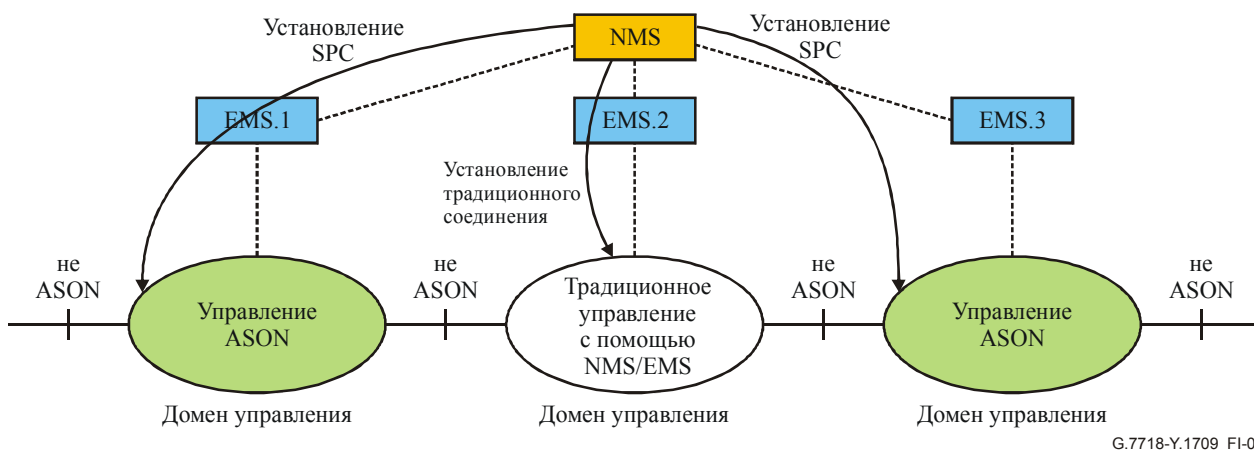 Установление
SPC
NMS
Установление
SPC
EMS.1
EMS.2
EMS.3
Установление
традиционного
соединения
не
ASON
Управление
ASON
не
ASON
Традиционное
управление
с помощью
NMS/EMS
не
ASON
Управление
ASON
не
ASON
Домен управления
Домен управления
Домен управления
G.7718-Y.1709_FI-0